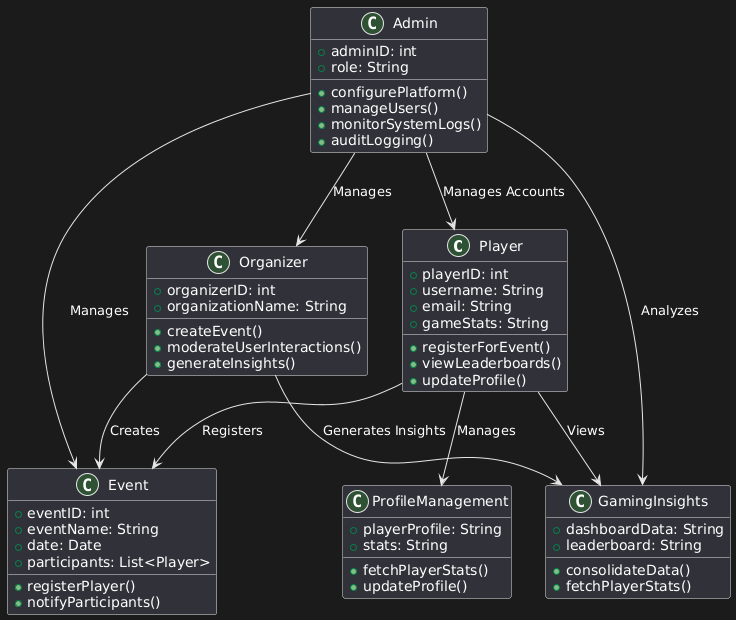 C Admin
adminID: int
role: String
configurePlatform()
manageUsers()
monitorSystemLogs()
auditLogging()
Manages
Manages Accounts
C Organizer
organizerID: int
organizationName: String
createEvent()
moderateUserInteractions()
generateInsights()
C Player
playerID: int
username: String
email: String
gameStats: String
registerForEvent()
viewLeaderboards()
updateProfile()
Manages
Analyzes
Creates
Registers
Generates Insights
Manages
Views
C Event
eventID: int
eventName: String
date: Date
participants: List<Player>
registerPlayer()
notifyParticipants()
C ProfileManagement
playerProfile: String
stats: String
fetchPlayerStats()
updateProfile()
C GamingInsights
dashboardData: String
leaderboard: String
consolidateData()
fetchPlayerStats()